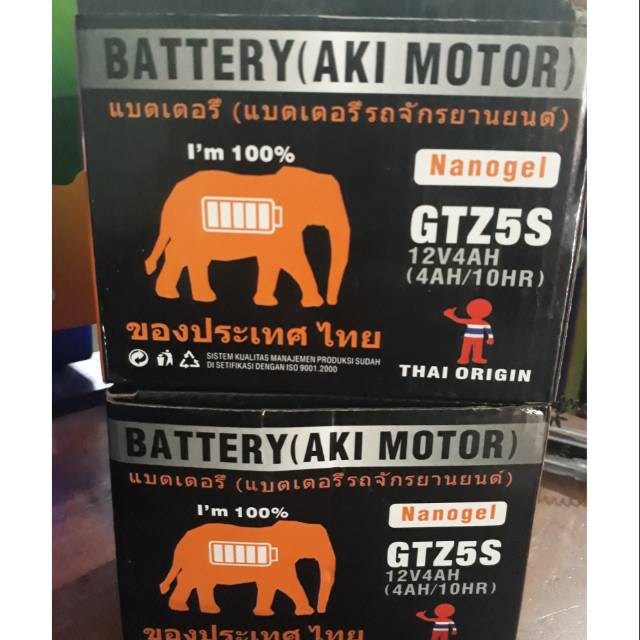 BATTERY(AKI MOTOR)
แบตเตอรี่ (แบตเตอรี่รถจักรยานยนต์)
I'm 100%
Nanogel
GTZ5S
12V4AH
(4AH/10HR)
ของประเทศ ไทย
SISTEM KUALITAS MANAJEMEN PRODUKSI SUDAH
DI SETIFIKASI DENGAN ISO 9001.2000
THAI ORIGIN
BATTERY(AKI MOTOR)
แบตเตอรี่ (แบตเตอรี่รถจักรยานยนต์)
I'm 100%
Nanogel
GTZ5S
12V4AH
(4AH/10HR)
ของประเทศ ไทย